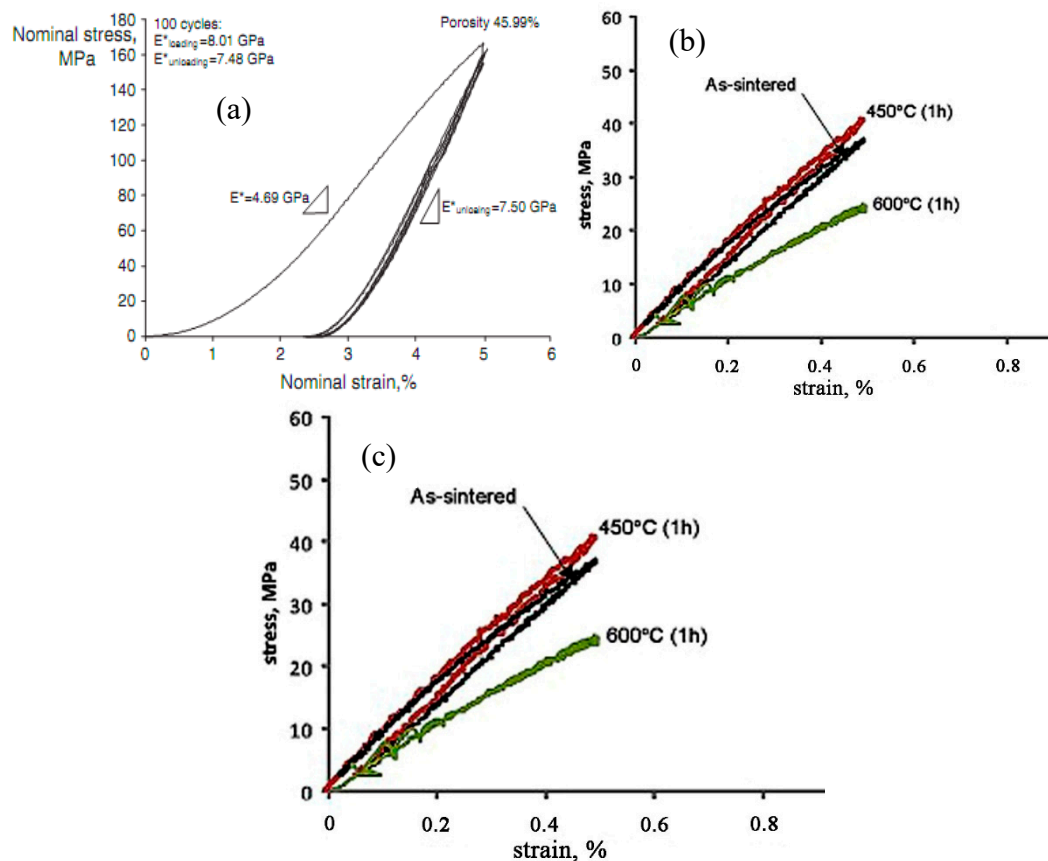 Nominal stress,
MPa
180
160
140
120
100
80
60
40
20
0
100 cycles:
E*loading=8.01 GPa
E*unloading=7.48 GPa
Porosity 45.99%
(a)
E*=4.69 GPa
E*unloaing=7.50 GPa
0 1 2 3 4 5 6
Nominal strain,%
(b)
As-sintered
450°C (1h)
600°C (1h)
stress, MPa
60
50
40
30
20
10
0
0 0.2 0.4 0.6 0.8
strain, %
(c)
As-sintered
450°C (1h)
600°C (1h)
stress, MPa
60
50
40
30
20
10
0
0 0.2 0.4 0.6 0.8
strain, %